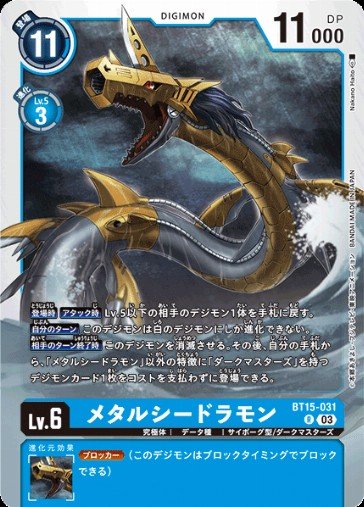 登場
11
DIGIMON
11000
DP
進化
Lv.5
3
Nakano Haito
BANDAI MADE IN JAPAN
登場時 アタック時 Lv.5以下の相手のデジモン1体を手札に戻す。
自分のターン このデジモンは白のデジモンにしか進化できない。
相手のターン終了時 このデジモンを消滅させる。その後、自分の手札か
ら、「メタルシードラモン」以外の特徴に「ダークマスターズ」を持つ
デジモンカード1枚をコストを支払わずに登場できる。
Lv.6
メタルシードラモン
BT15-031
R
03
究極体
データ種
サイボーグ型/ダークマスターズ
進化元効果
ブロッカー (このデジモンはブロックタイミングでブロック
できる)